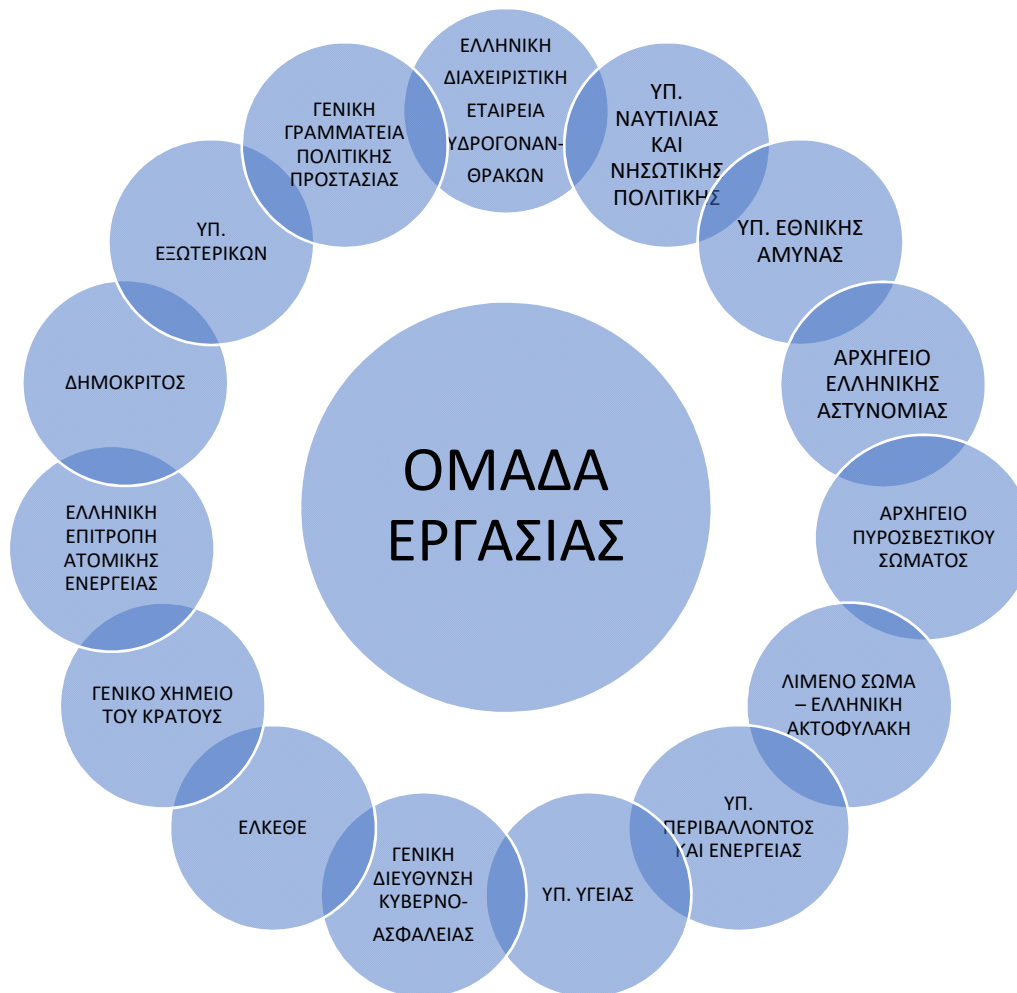 ΕΛΛΗΝΙΚΗ
ΔΙΑΧΕΙΡΙΣΤΙΚΗ
ΕΤΑΙΡΕΙΑ
ΥΔΡΟΓΟΝΑΝ-
ΘΡΑΚΩΝ
ΥΠ.
ΝΑΥΤΙΛΙΑΣ
ΚΑΙ
ΝΗΣΩΤΙΚΗΣ
ΠΟΛΙΤΙΚΗΣ
ΥΠ. ΕΘΝΙΚΗΣ
ΑΜΥΝΑΣ
ΑΡΧΗΓΕΙΟ
ΕΛΛΗΝΙΚΗΣ
ΑΣΤΥΝΟΜΙΑΣ
ΑΡΧΗΓΕΙΟ
ΠΥΡΟΣΒΕΣΤΙΚΟΥ
ΣΩΜΑΤΟΣ
ΛΙΜΕΝΟ ΣΩΜΑ
– ΕΛΛΗΝΙΚΗ
ΑΚΤΟΦΥΛΑΚΗ
ΥΠ.
ΠΕΡΙΒΑΛΛΟΝΤΟΣ
ΚΑΙ ΕΝΕΡΓΕΙΑΣ
ΥΠ. ΥΓΕΙΑΣ
ΓΕΝΙΚΗ
ΔΙΕΥΘΥΝΣΗ
ΚΥΒΕΡΝΟ-
ΑΣΦΑΛΕΙΑΣ
ΕΛΚΕΘΕ
ΓΕΝΙΚΟ ΧΗΜΕΙΟ
ΤΟΥ ΚΡΑΤΟΥΣ
ΕΛΛΗΝΙΚΗ
ΕΠΙΤΡΟΠΗ
ΑΤΟΜΙΚΗΣ
ΕΝΕΡΓΕΙΑΣ
ΔΗΜΟΚΡΙΤΟΣ
ΥΠ.
ΕΞΩΤΕΡΙΚΩΝ
ΓΕΝΙΚΗ
ΓΡΑΜΜΑΤΕΙΑ
ΠΟΛΙΤΙΚΗΣ
ΠΡΟΣΤΑΣΙΑΣ
ΟΜΑΔΑ
ΕΡΓΑΣΙΑΣ